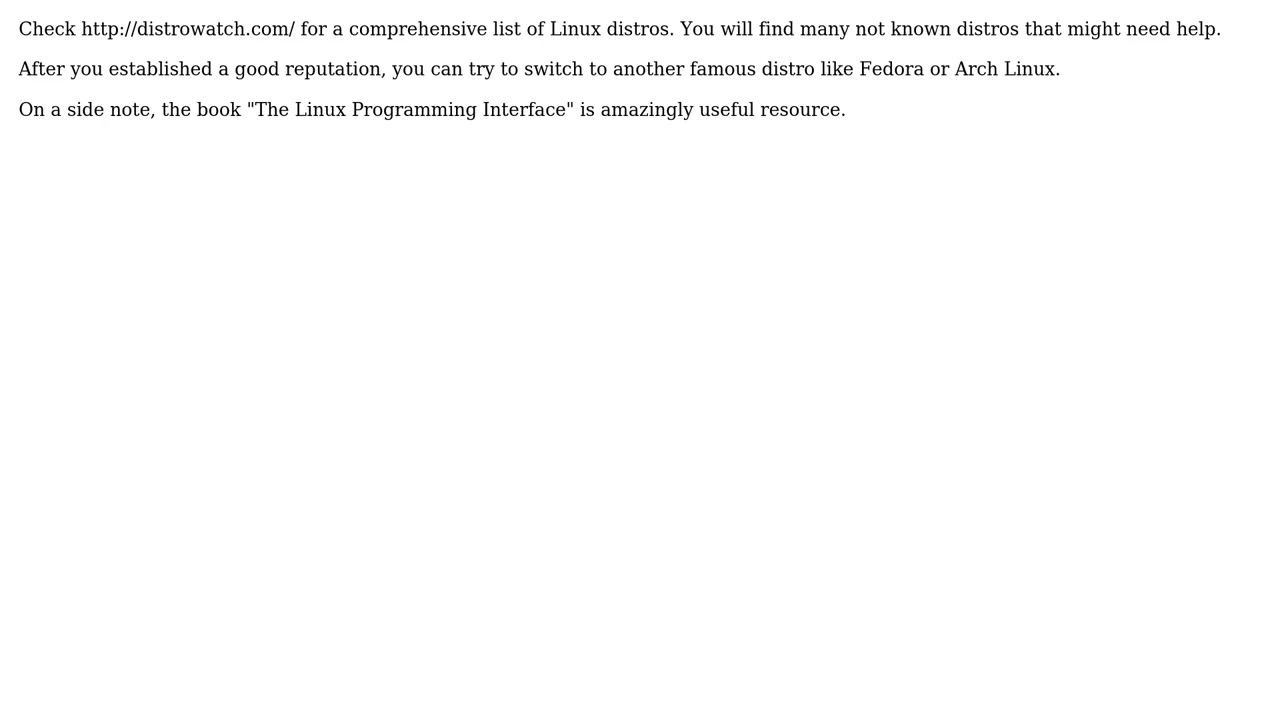 Check http://distrowatch.com/ for a comprehensive list of Linux distros. You will find many not known distros that might need help.
After you established a good reputation, you can try to switch to another famous distro like Fedora or Arch Linux.
On a side note, the book "The Linux Programming Interface" is amazingly useful resource.